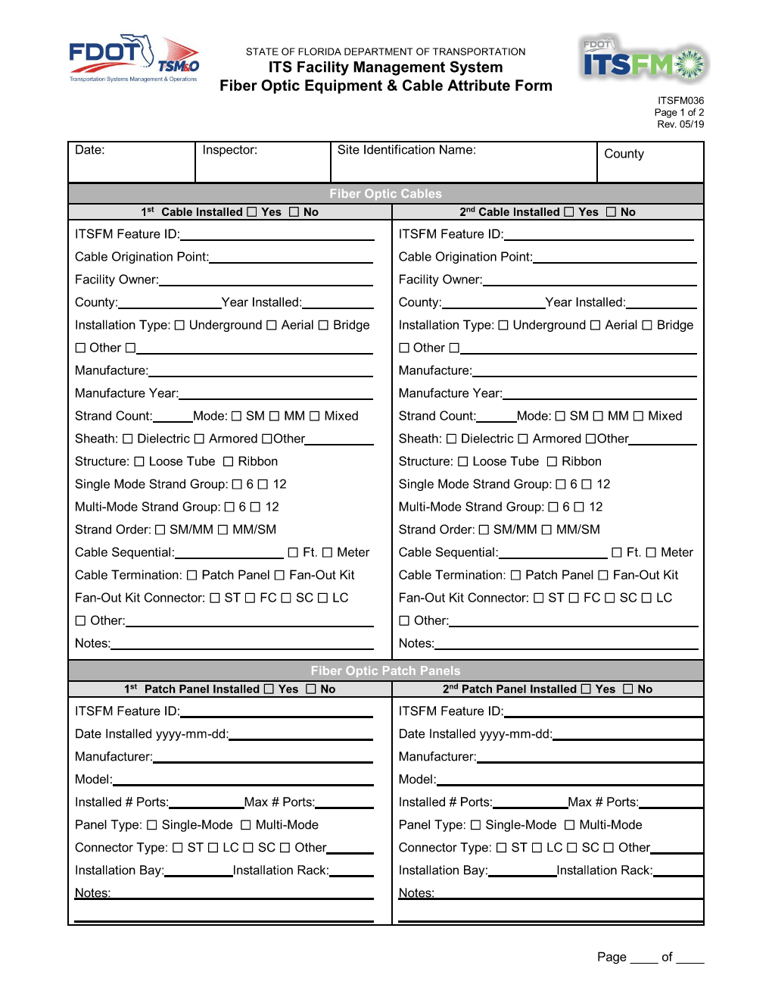 FDOT
TSM&O
Transportation Systems Management & Operations
STATE OF FLORIDA DEPARTMENT OF TRANSPORTATION
ITS Facility Management System
Fiber Optic Equipment & Cable Attribute Form
FDOT
ITSFM
ITSFM036
Page 1 of 2
Rev. 05/19
Date:
Inspector:
Site Identification Name:
County
Fiber Optic Cables
1st Cable Installed ☐ Yes ☐ No
ITSFM Feature ID:
Cable Origination Point:
Facility Owner:
County: Year Installed:
Installation Type: ☐ Underground ☐ Aerial ☐ Bridge
☐ Other ☐
Manufacture:
Manufacture Year:
Strand Count: Mode: ☐ SM ☐ MM ☐ Mixed
Sheath: ☐ Dielectric ☐ Armored ☐Other
Structure: ☐ Loose Tube ☐ Ribbon
Single Mode Strand Group: ☐ 6 ☐ 12
Multi-Mode Strand Group: ☐ 6 ☐ 12
Strand Order: ☐ SM/MM ☐ MM/SM
Cable Sequential: ☐ Ft. ☐ Meter
Cable Termination: ☐ Patch Panel ☐ Fan-Out Kit
Fan-Out Kit Connector: ☐ ST ☐ FC ☐ SC ☐ LC
☐ Other:
Notes:
2nd Cable Installed ☐ Yes ☐ No
ITSFM Feature ID:
Cable Origination Point:
Facility Owner:
County: Year Installed:
Installation Type: ☐ Underground ☐ Aerial ☐ Bridge
☐ Other ☐
Manufacture:
Manufacture Year:
Strand Count: Mode: ☐ SM ☐ MM ☐ Mixed
Sheath: ☐ Dielectric ☐ Armored ☐Other
Structure: ☐ Loose Tube ☐ Ribbon
Single Mode Strand Group: ☐ 6 ☐ 12
Multi-Mode Strand Group: ☐ 6 ☐ 12
Strand Order: ☐ SM/MM ☐ MM/SM
Cable Sequential: ☐ Ft. ☐ Meter
Cable Termination: ☐ Patch Panel ☐ Fan-Out Kit
Fan-Out Kit Connector: ☐ ST ☐ FC ☐ SC ☐ LC
☐ Other:
Notes:
Fiber Optic Patch Panels
1st Patch Panel Installed ☐ Yes ☐ No
ITSFM Feature ID:
Date Installed yyyy-mm-dd:
Manufacturer:
Model:
Installed # Ports: Max # Ports:
Panel Type: ☐ Single-Mode ☐ Multi-Mode
Connector Type: ☐ ST ☐ LC ☐ SC ☐ Other
Installation Bay: Installation Rack:
Notes:
2nd Patch Panel Installed ☐ Yes ☐ No
ITSFM Feature ID:
Date Installed yyyy-mm-dd:
Manufacturer:
Model:
Installed # Ports: Max # Ports:
Panel Type: ☐ Single-Mode ☐ Multi-Mode
Connector Type: ☐ ST ☐ LC ☐ SC ☐ Other
Installation Bay: Installation Rack:
Notes:
Page ____ of ____